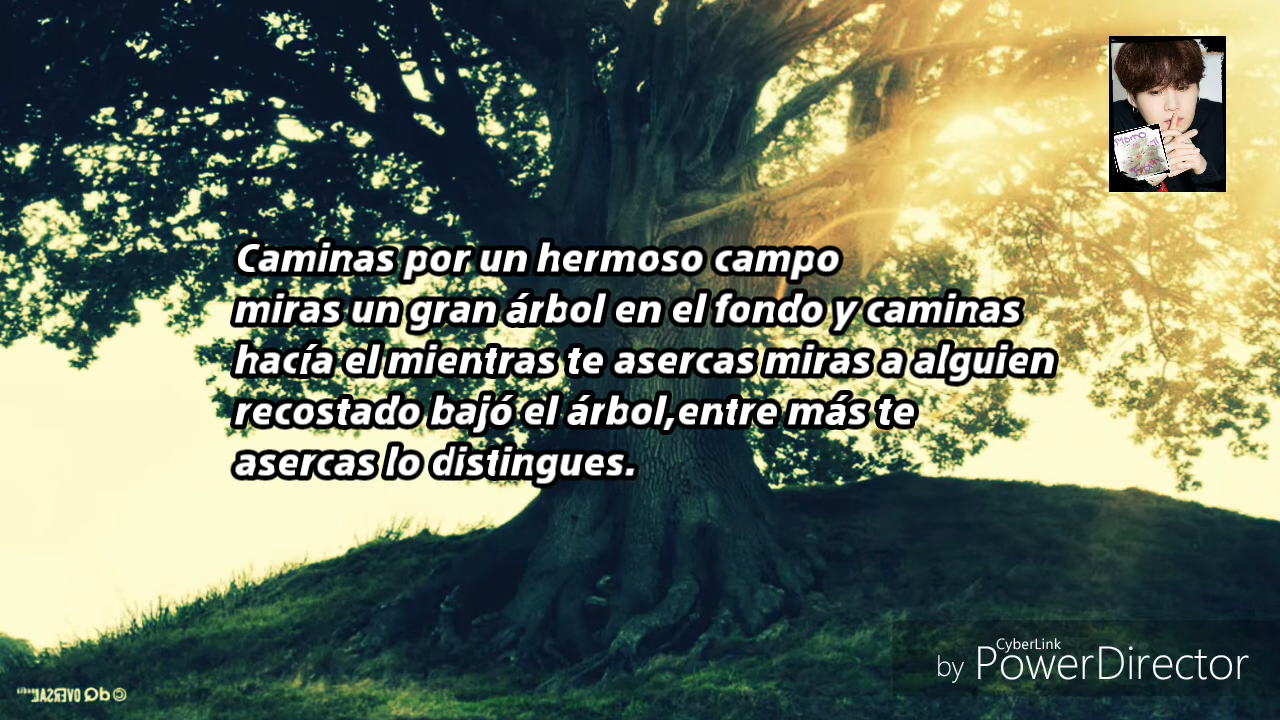 Caminas por un hermoso campo
miras un gran árbol en el fondo y caminas
hacía el mientras te asercas miras a alguien
recostado bajó el árbol,entre más te
asercas lo distingues.
CyberLink
by PowerDirector